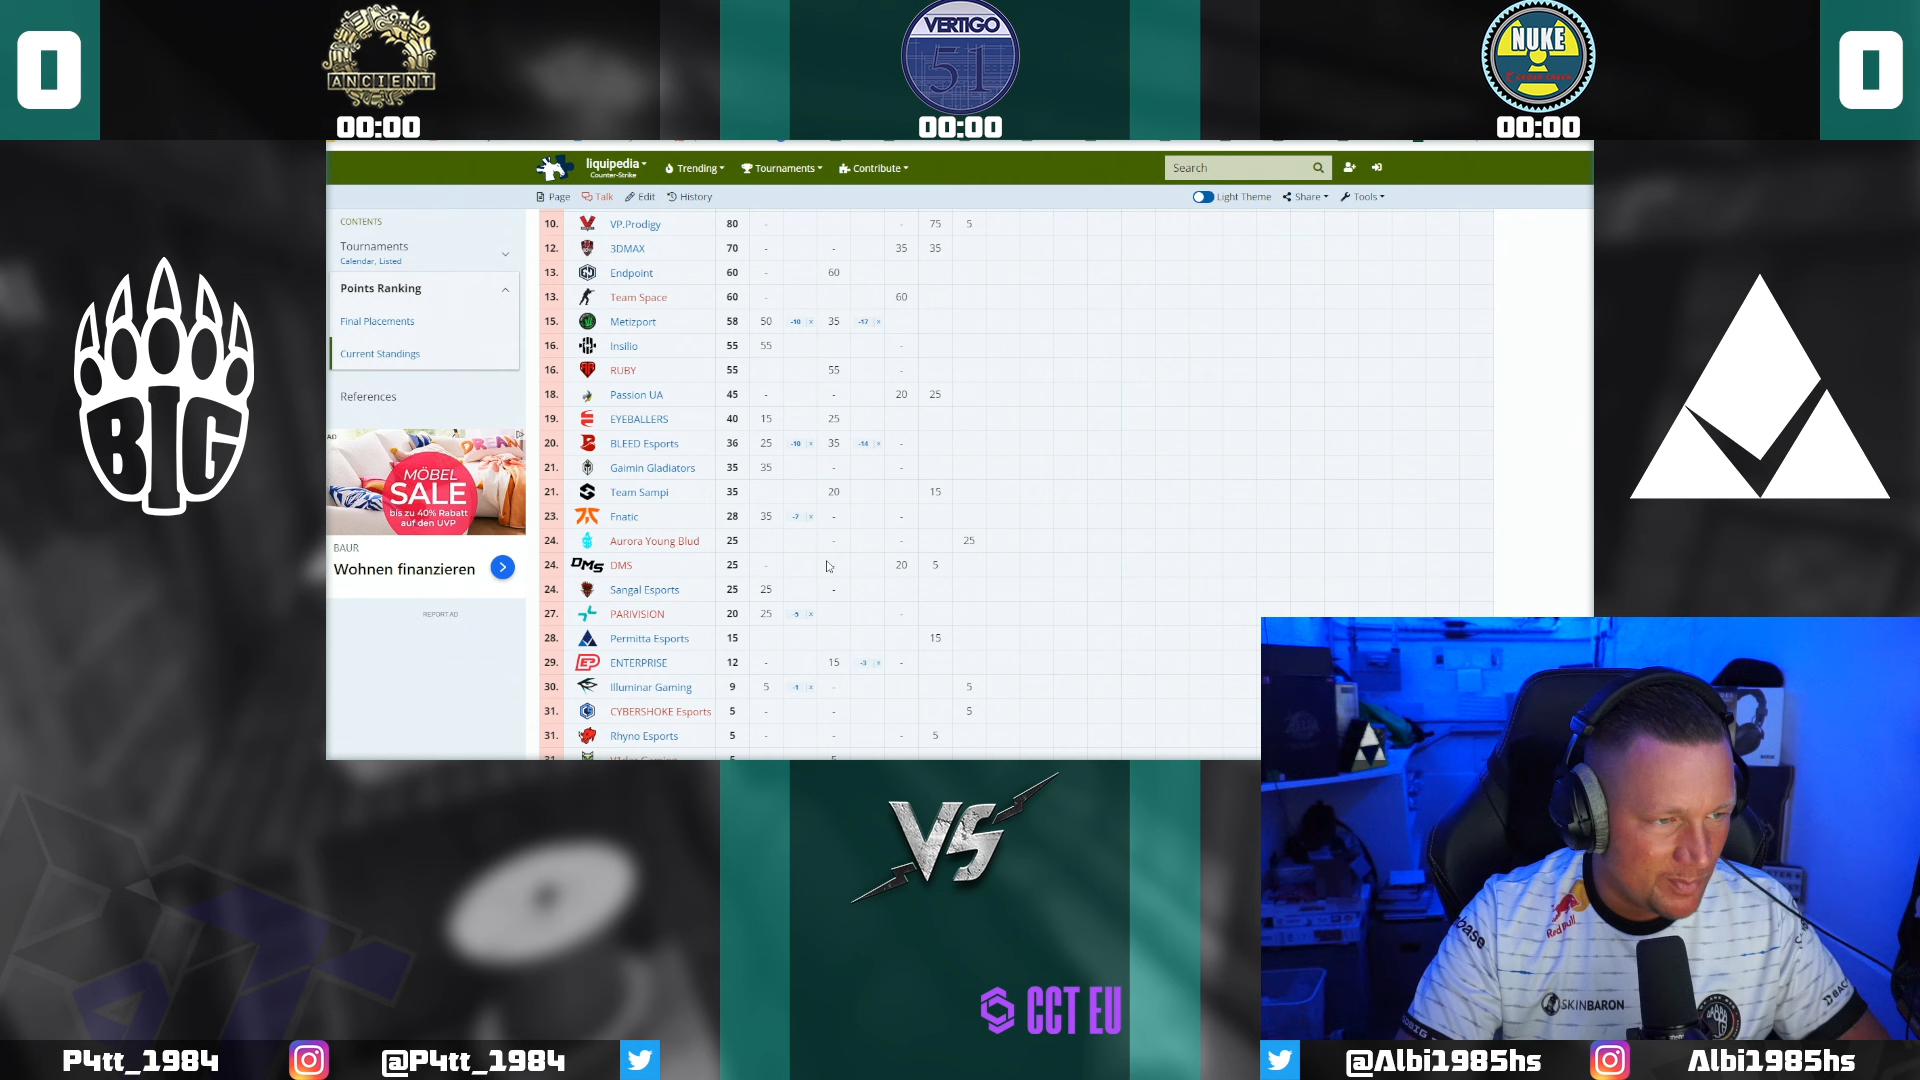 0
ANCIENT
00:00
VERTIGO
51
00:00
NUKE
00:00
0
liquipedia
Counter-Strike
Trending
Tournaments
Contribute
Search
Page
Talk
Edit
History
Light Theme
Share
Tools
CONTENTS
Tournaments
Calendar, Listed
Points Ranking
Final Placements
Current Standings
References
AD
DREAM
MÖBEL
SALE
bis zu 40% Rabatt
auf den UVP
BAUR
Wohnen finanzieren
REPORT AD
10. VP.Prodigy 80 - - 75 5
12. 3DMAX 70 - - 35 35
13. Endpoint 60 - 60
13. Team Space 60 - 60
15. Metizport 58 50 -10 x 35 -17 x
16. Insilio 55 55 -
16. RUBY 55 55 -
18. Passion UA 45 - - 20 25
19. EYEBALLERS 40 15 25
20. BLEED Esports 36 25 -10 x 35 -14 x -
21. Gaimin Gladiators 35 35 - -
21. Team Sampi 35 20 15
23. Fnatic 28 35 -7 x - -
24. Aurora Young Blud 25 - - 25
24. DMS DMS 25 - 20 5
24. Sangal Esports 25 25 -
27. PARIVISION 20 25 -5 x -
28. Permitta Esports 15 15
29. EP ENTERPRISE 12 - 15 -3 x -
30. Illuminar Gaming 9 5 -1 x - 5
31. CYBERSHOKE Esports 5 - - 5
31. Rhyno Esports 5 - - - 5
BIG
VS
CCT EU
Red Bull
SKINBARON
P4tt_1984
@P4tt_1984
@Albi1985hs
Albi1985hs